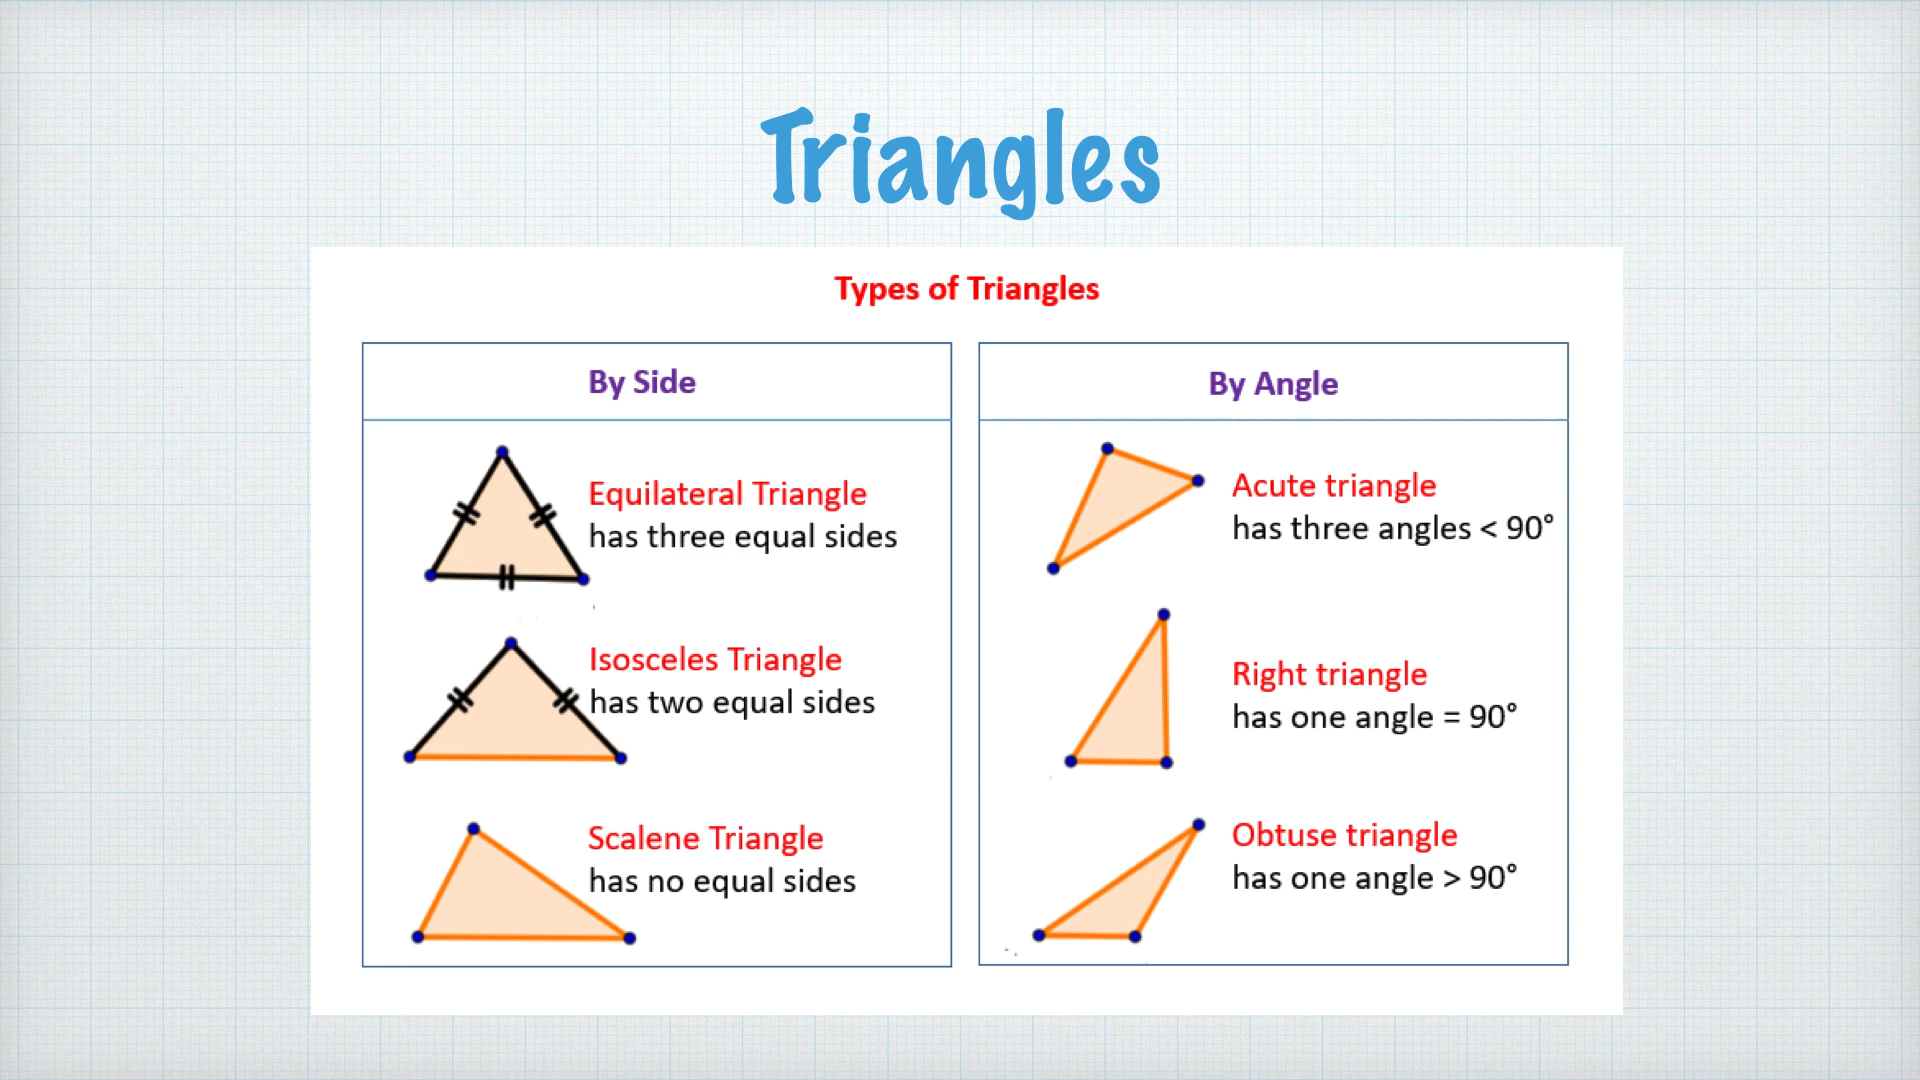 Triangles
Types of Triangles
By Side
Equilateral Triangle
has three equal sides
Isosceles Triangle
has two equal sides
Scalene Triangle
has no equal sides
By Angle
Acute triangle
has three angles < 90°
Right triangle
has one angle = 90°
Obtuse triangle
has one angle > 90°